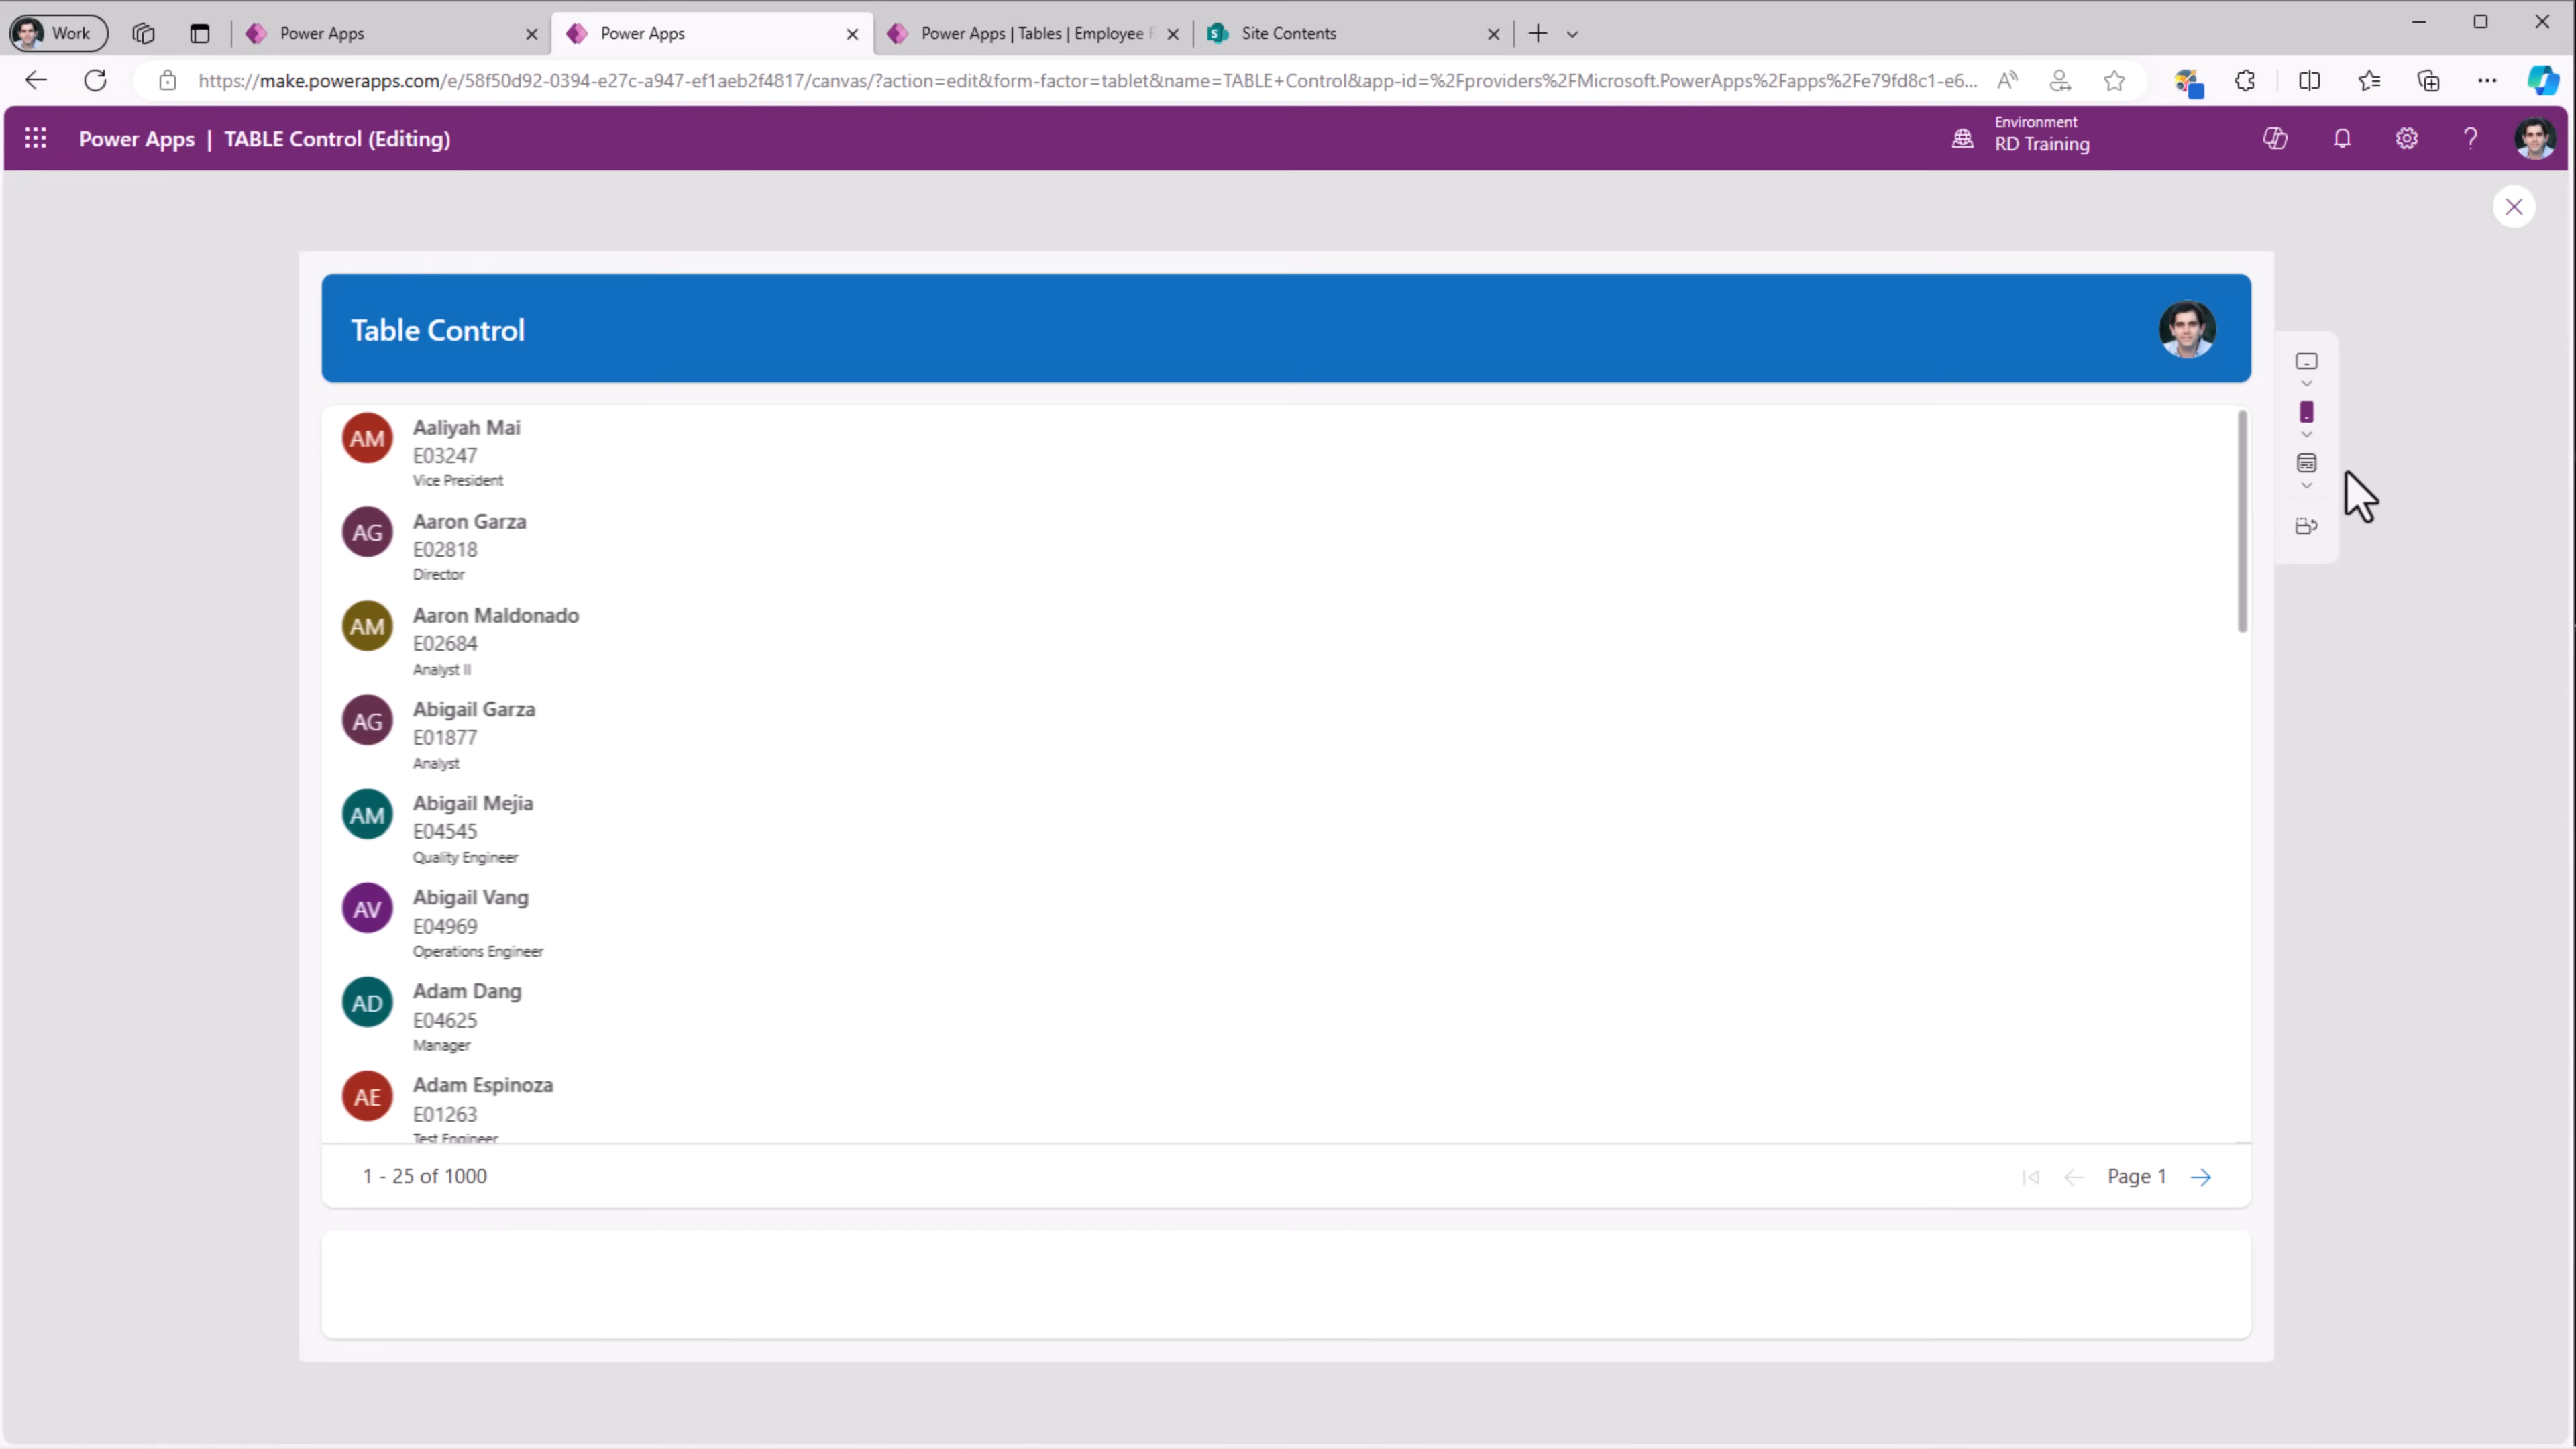 Work
Power Apps
Power Apps
Power Apps | Tables | Employee
Site Contents
https://make.powerapps.com/e/58f50d92-0394-e27c-a947-ef1aeb2f4817/canvas/?action=edit&form-factor=tablet&name=TABLE+Control&app-id=%2Fproviders%2FMicrosoft.PowerApps%2Fapps%2Fe79fd8c1-e6...
Power Apps | TABLE Control (Editing)
Environment
RD Training
Table Control
AM
Aaliyah Mai
E03247
Vice President
AG
Aaron Garza
E02818
Director
AM
Aaron Maldonado
E02684
Analyst II
AG
Abigail Garza
E01877
Analyst
AM
Abigail Mejia
E04545
Quality Engineer
AV
Abigail Vang
E04969
Operations Engineer
AD
Adam Dang
E04625
Manager
AE
Adam Espinoza
E01263
Test Engineer
1 - 25 of 1000
Page 1